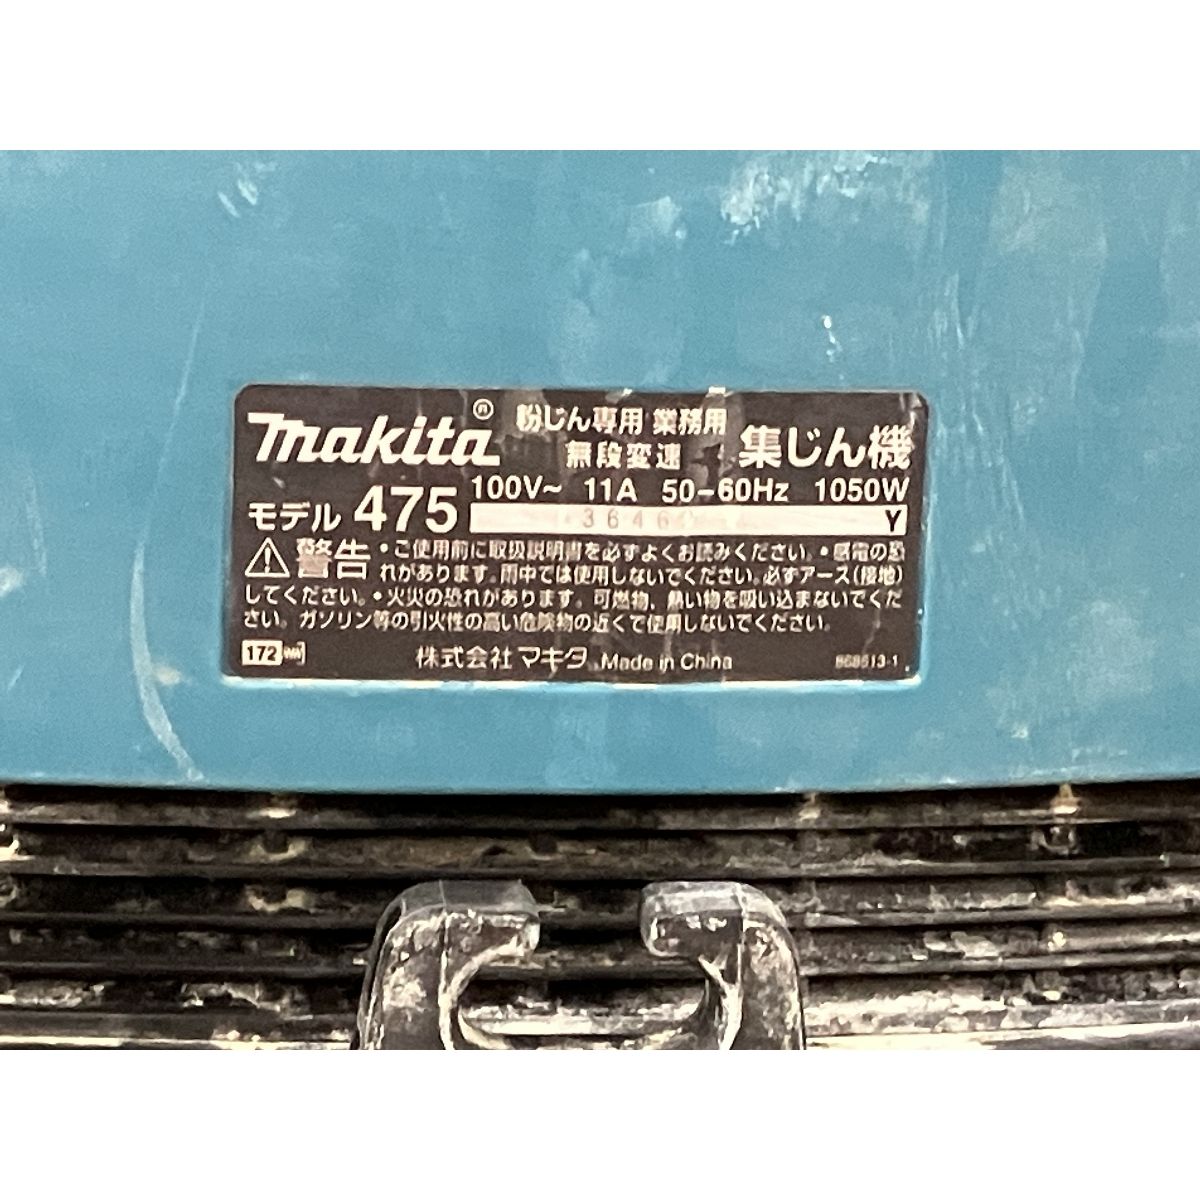 makita® 粉じん専用 業務用
無段変速 集じん機
モデル 475 100V~ 11A 50-60Hz 1050W
3646 Y
⚠警告 •ご使用前に取扱説明書を必ずよくお読みください。•感電の恐
れがあります。雨中では使用しないでください。必ずアース(接地)
してください。•火災の恐れがあります。可燃物、熱い物を吸い込まないでくだ
さい。ガソリン等の引火性の高い危険物の近くで使用しないでください。
172 株式会社マキタ Made in China 868613-1